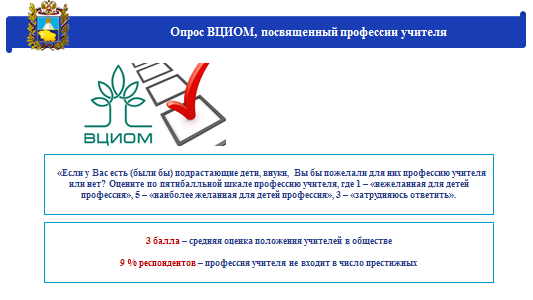 Опрос ВЦИОМ, посвященный профессии учителя
ВЦИОМ
«Если у Вас есть (были бы) подрастающие дети, внуки, Вы бы пожелали для них профессию учителя
или нет? Оцените по пятибалльной шкале профессию учителя, где 1 – «нежеланная для детей
профессия», 5 – «наиболее желанная для детей профессия», 3 – «затрудняюсь ответить».
3 балла – средняя оценка положения учителей в обществе
9 % респондентов – профессия учителя не входит в число престижных